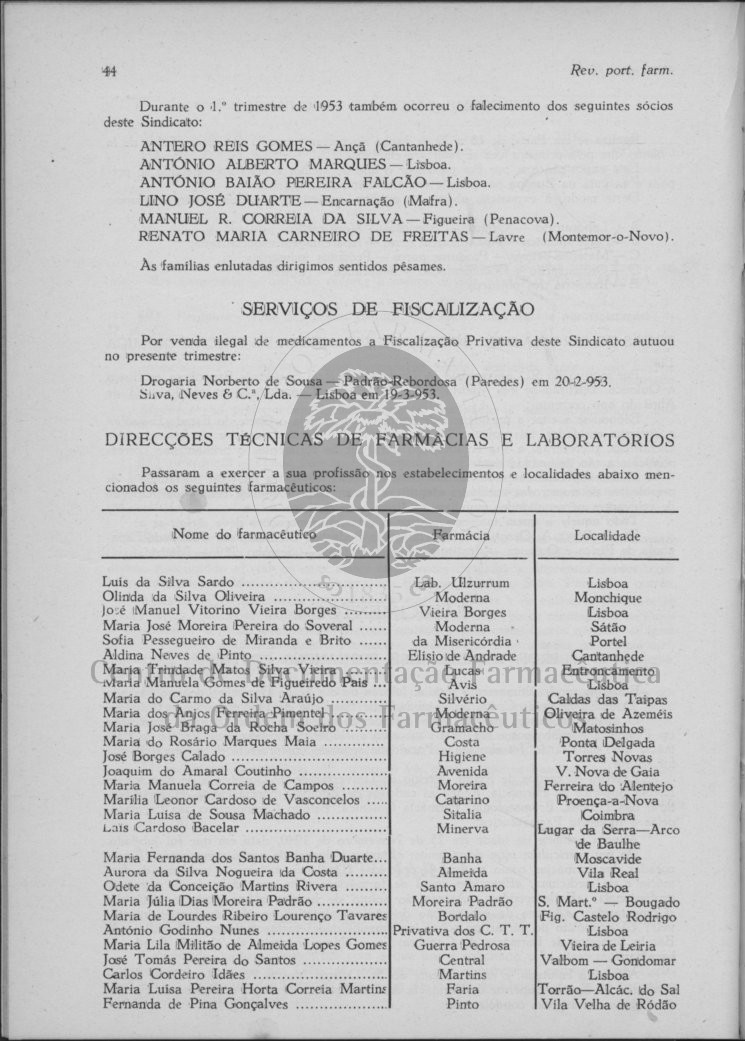 44 Rev. port. farm.
Durante o 1.º trimestre de 1953 também ocorreu o falecimento dos seguintes sócios
deste Sindicato:
ANTERO REIS GOMES — Ançã (Cantanhede).
ANTÓNIO ALBERTO MARQUES — Lisboa.
ANTÓNIO BAIÃO PEREIRA FALCÃO — Lisboa.
LINO JOSÉ DUARTE — Encarnação (Mafra).
MANUEL R. CORREIA DA SILVA — Figueira (Penacova).
RENATO MARIA CARNEIRO DE FREITAS — Lavre (Montemor-o-Novo).
Às famílias enlutadas dirigimos sentidos pêsames.
SERVIÇOS DE FISCALIZAÇÃO
Por venda ilegal de medicamentos a Fiscalização Privativa deste Sindicato autuou
no presente trimestre:
Drogaria Norberto de Sousa — Padrão-Rebordosa (Paredes) em 20-2-953.
Silva, Neves & C.ª, Lda. — Lisboa em 19-3-953.
DIRECÇÕES TÉCNICAS DE FARMÁCIAS E LABORATÓRIOS
Passaram a exercer a sua profissão nos estabelecimentos e localidades abaixo men-
cionados os seguintes farmacêuticos:
Nome do farmacêutico Farmácia Localidade
Luís da Silva Sardo ................................ Lab. Ulzurrum Lisboa
Olinda da Silva Oliveira ......................... Moderna Monchique
José Manuel Vitorino Vieira Borges ......... Vieira Borges Lisboa
Maria José Moreira Pereira do Soveral ...... Moderna Sátão
Sofia Pessegueiro de Miranda e Brito ...... da Misericórdia Portel
Aldina Neves de Pinto ............................ Elísio de Andrade Cantanhede
Maria Trindade Matos Silva Vieira ......... Lucas Entroncamento
Maria Manuela Gomes de Figueiredo Pais ... Avis Lisboa
Maria do Carmo da Silva Araújo ............ Silvério Caldas das Taipas
Maria dos Anjos Ferreira Pimentel ......... Moderna Oliveira de Azeméis
Maria José Braga da Rocha Soeiro ......... Gramacho Matosinhos
Maria do Rosário Marques Maia ............. Costa Ponta Delgada
José Borges Calado .................................. Higiene Torres Novas
Joaquim do Amaral Coutinho ................... Avenida V. Nova de Gaia
Maria Manuela Correia de Campos .......... Moreira Ferreira do Alentejo
Marília Leonor Cardoso de Vasconcelos ..... Catarino Proença-a-Nova
Maria Luísa de Sousa Machado ............... Sitália Coimbra
Laís Cardoso Bacelar ............................... Minerva Lugar da Serra—Arco
de Baulhe
Maria Fernanda dos Santos Banha Duarte... Banha Moscavide
Aurora da Silva Nogueira da Costa ......... Almeida Vila Real
Odete da Conceição Martins Rivera ......... Santo Amaro Lisboa
Maria Júlia Dias Moreira Padrão ............... Moreira Padrão S. Mart.º — Bougado
Maria de Lourdes Ribeiro Lourenço Tavares Bordalo Fig. Castelo Rodrigo
António Godinho Nunes .......................... Privativa dos C. T. T. Lisboa
Maria Lila Militão de Almeida Lopes Gomes Guerra Pedrosa Vieira de Leiria
José Tomás Pereira do Santos .................. Central Valbom — Gondomar
Carlos Cordeiro Idães ............................. Martins Lisboa
Maria Luísa Pereira Horta Correia Martins Faria Torrão—Alcác. do Sal
Fernanda de Pina Gonçalves .................... Pinto Vila Velha de Ródão
Centro de Documentação Farmacêutica
da Ordem dos Farmacêuticos